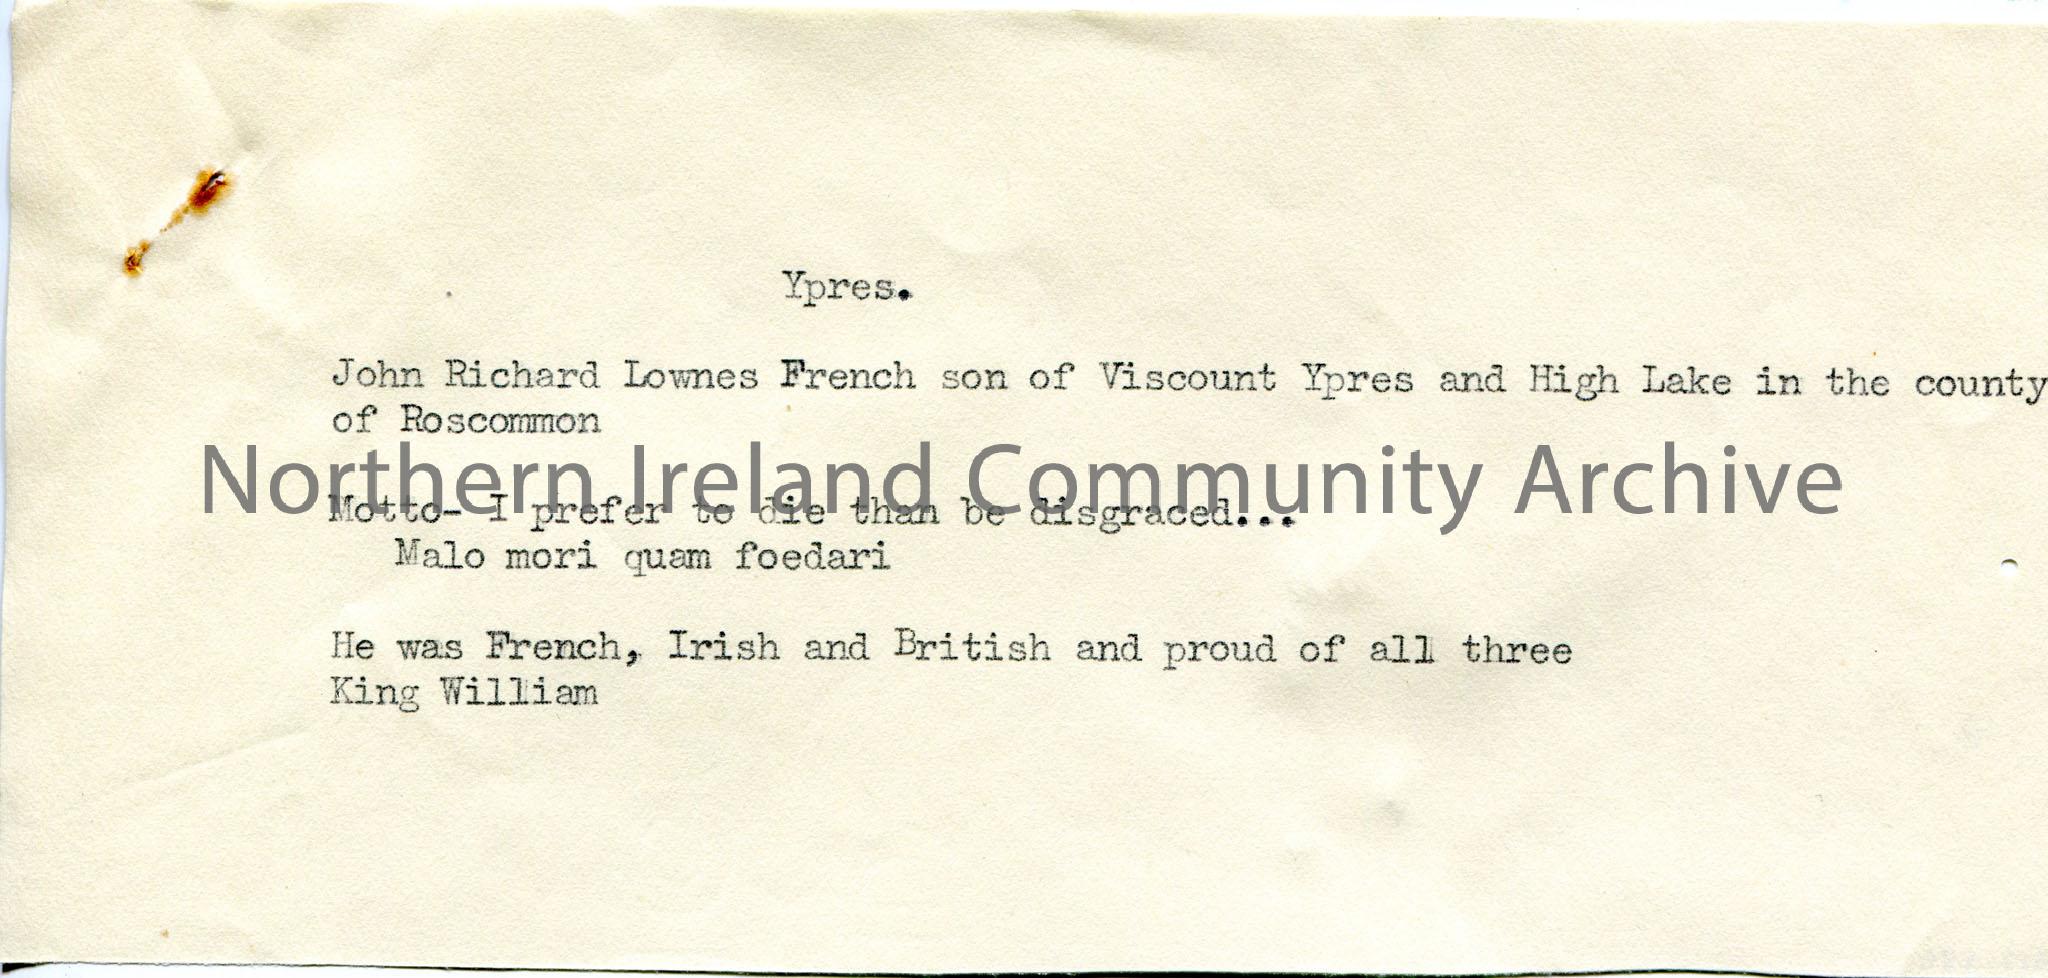 Ypres.
John Richard Lownes French son of Viscount Ypres and High Lake in the county
of Roscommon
Northern Ireland Community Archive
Motto- I prefer to die than be disgraced...
Malo mori quam foedari
He was French, Irish and British and proud of all three
King William